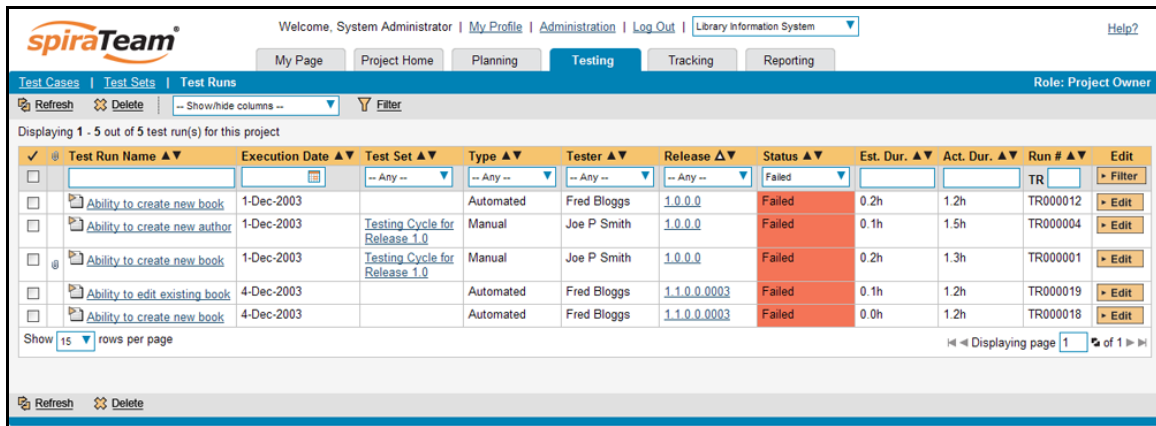 Welcome, System Administrator | My Profile | Administration | Log Out | Library Information System Help?
spiraTeam
My Page Project Home Planning Testing Tracking Reporting
Test Cases | Test Sets | Test Runs Role: Project Owner
Refresh Delete -- Show/hide columns -- Filter
Displaying 1 - 5 out of 5 test run(s) for this project
Test Run Name ▲▼ Execution Date ▲▼ Test Set ▲▼ Type ▲▼ Tester ▲▼ Release ▲▼ Status ▲▼ Est. Dur. ▲▼ Act. Dur. ▲▼ Run # ▲▼ Edit
-- Any -- -- Any -- -- Any -- -- Any -- Failed TR Filter
Ability to create new book 1-Dec-2003 Automated Fred Bloggs 1.0.0.0 Failed 0.2h 1.2h TR000012 Edit
Ability to create new author 1-Dec-2003 Testing Cycle for Manual Joe P Smith 1.0.0.0 Failed 0.1h 1.5h TR000004 Edit
Release 1.0
Ability to create new book 1-Dec-2003 Testing Cycle for Manual Joe P Smith 1.0.0.0 Failed 0.2h 1.3h TR000001 Edit
Release 1.0
Ability to edit existing book 4-Dec-2003 Automated Fred Bloggs 1.1.0.0.0003 Failed 0.1h 1.2h TR000019 Edit
Ability to create new book 4-Dec-2003 Automated Fred Bloggs 1.1.0.0.0003 Failed 0.0h 1.2h TR000018 Edit
Show 15 rows per page Displaying page 1 of 1
Refresh Delete